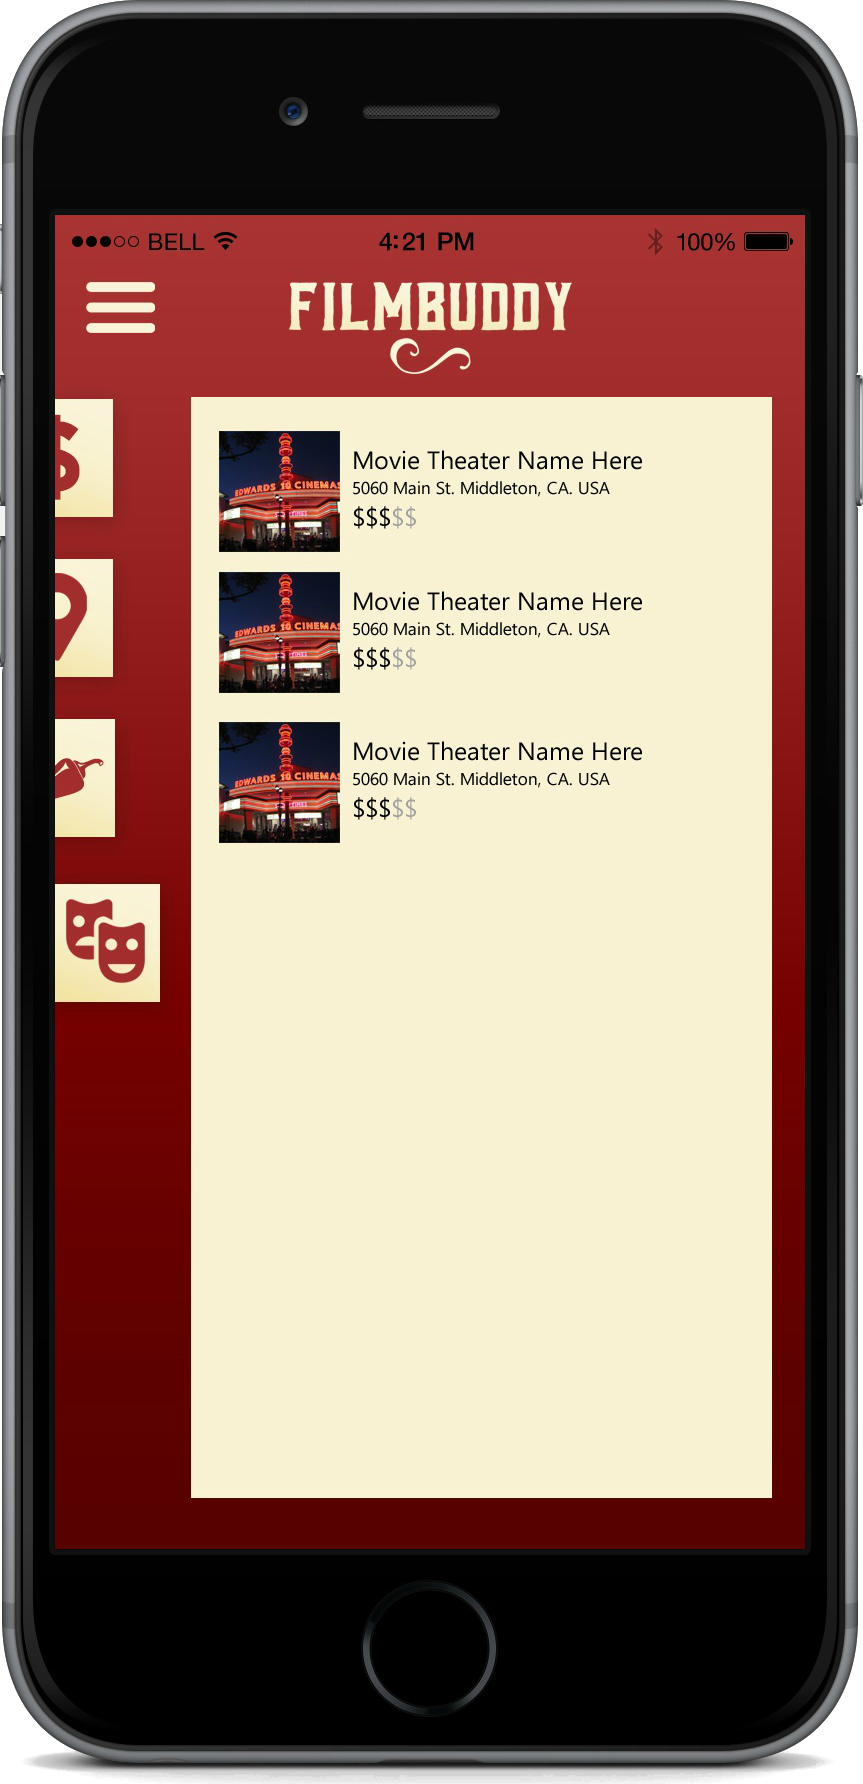 BELL 4:21 PM 100%
FILMBUDDY
$
EDWARDS 10 CINEMAS
Movie Theater Name Here
5060 Main St. Middleton, CA. USA
$$$$$
EDWARDS 10 CINEMAS
Movie Theater Name Here
5060 Main St. Middleton, CA. USA
$$$$$
EDWARDS 10 CINEMAS
Movie Theater Name Here
5060 Main St. Middleton, CA. USA
$$$$$